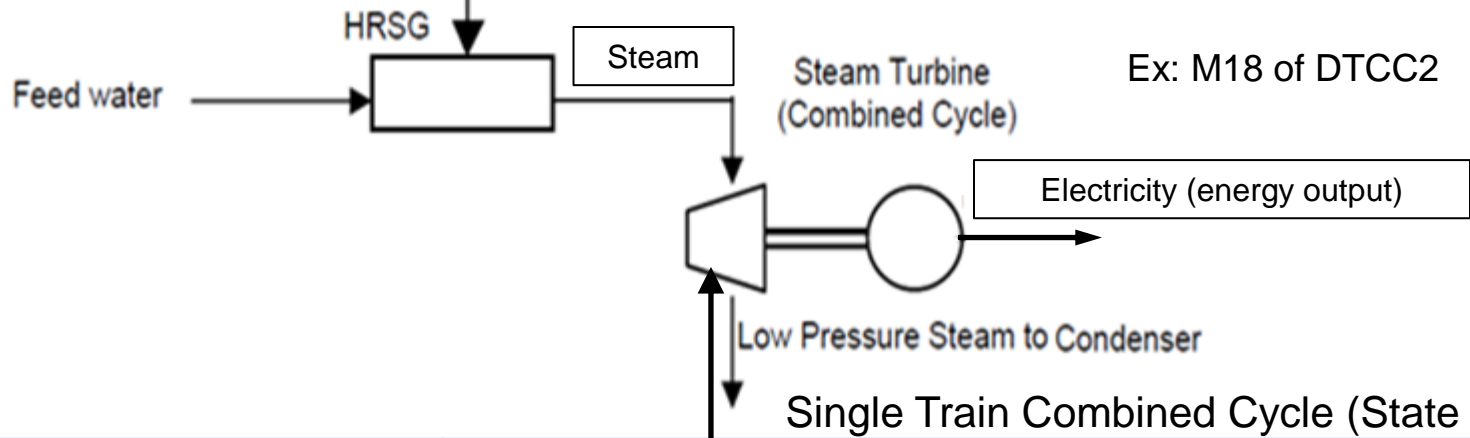 HRSG
Steam
Feed water
Steam Turbine
(Combined Cycle)
Ex: M18 of DTCC2
Electricity (energy output)
Low Pressure Steam to Condenser
Single Train Combined Cycle (State